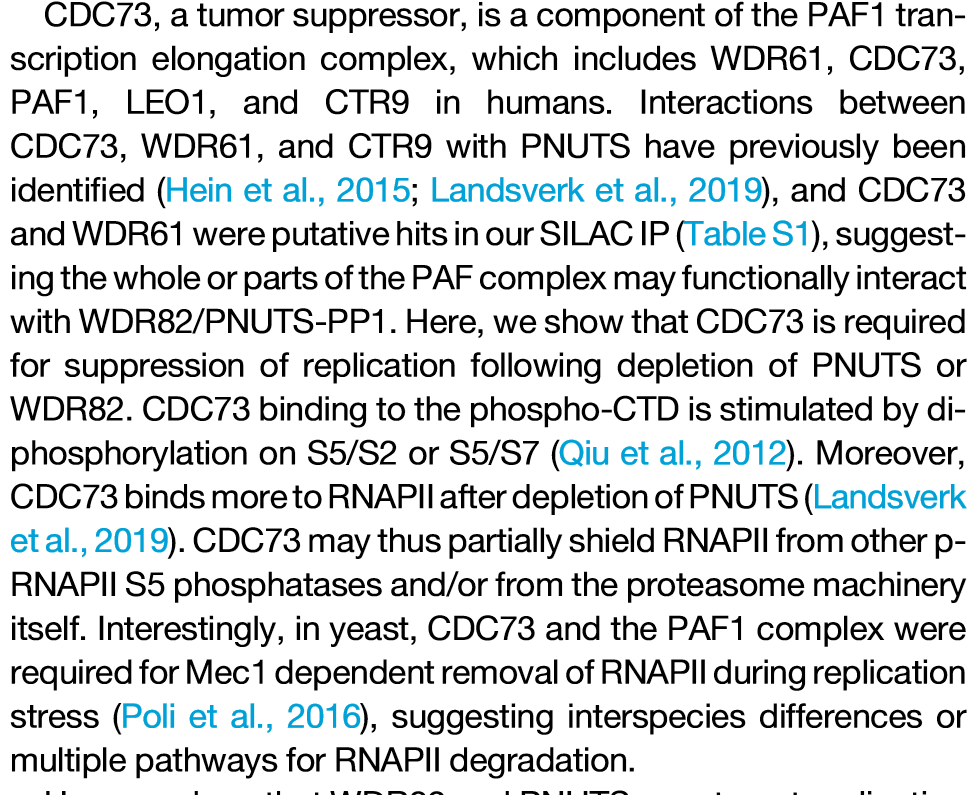 CDC73, a tumor suppressor, is a component of the PAF1 tran-
scription elongation complex, which includes WDR61, CDC73,
PAF1, LEO1, and CTR9 in humans. Interactions between
CDC73, WDR61, and CTR9 with PNUTS have previously been
identified (Hein et al., 2015; Landsverk et al., 2019), and CDC73
and WDR61 were putative hits in our SILAC IP (Table S1), suggest-
ing the whole or parts of the PAF complex may functionally interact
with WDR82/PNUTS-PP1. Here, we show that CDC73 is required
for suppression of replication following depletion of PNUTS or
WDR82. CDC73 binding to the phospho-CTD is stimulated by di-
phosphorylation on S5/S2 or S5/S7 (Qiu et al., 2012). Moreover,
CDC73 binds more to RNAPII after depletion of PNUTS (Landsverk
et al., 2019). CDC73 may thus partially shield RNAPII from other p-
RNAPII S5 phosphatases and/or from the proteasome machinery
itself. Interestingly, in yeast, CDC73 and the PAF1 complex were
required for Mec1 dependent removal of RNAPII during replication
stress (Poli et al., 2016), suggesting interspecies differences or
multiple pathways for RNAPII degradation.